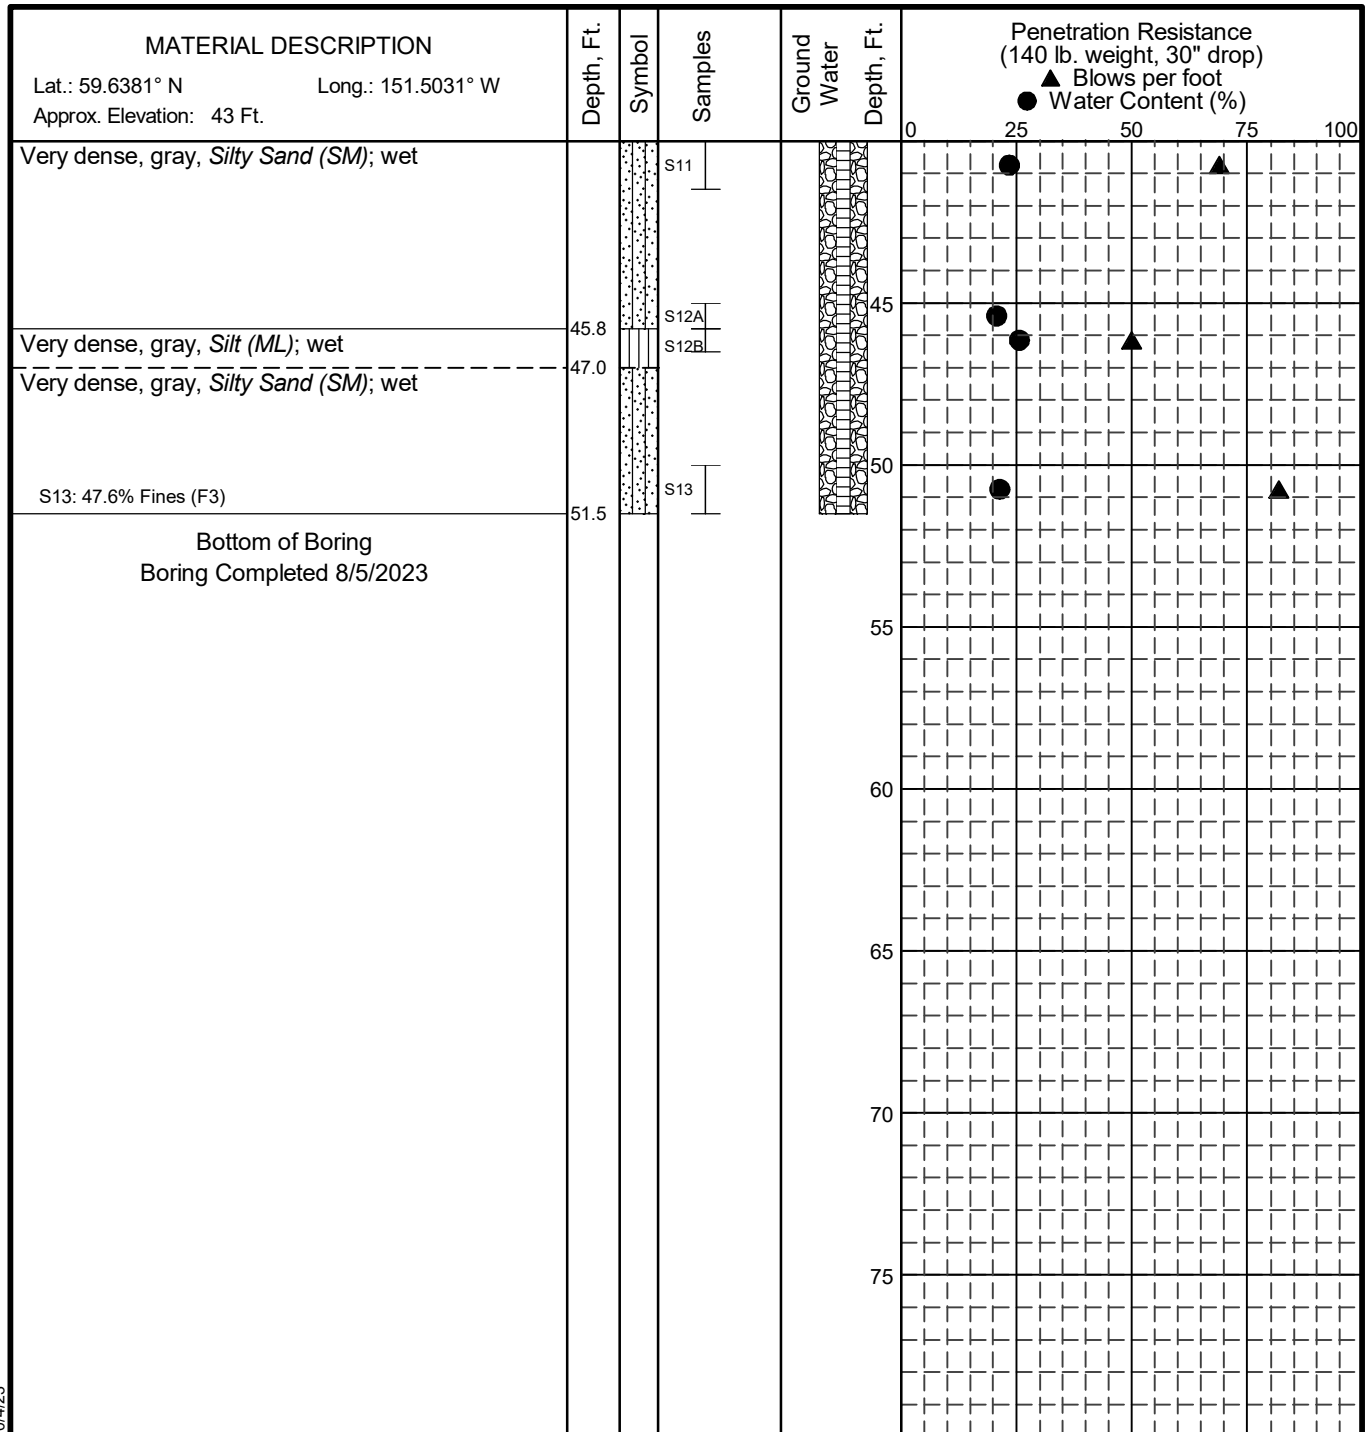 MATERIAL DESCRIPTION
Lat.: 59.6381° N Long.: 151.5031° W
Approx. Elevation: 43 Ft.
Depth, Ft.
Symbol
Samples
Ground
Water
Depth, Ft.
Penetration Resistance
(140 lb. weight, 30" drop)
▲ Blows per foot
● Water Content (%)
0 25 50 75 100
Very dense, gray, Silty Sand (SM); wet
S11
45
S12A
45.8
Very dense, gray, Silt (ML); wet
S12B
47.0
Very dense, gray, Silty Sand (SM); wet
50
S13: 47.6% Fines (F3)
S13
51.5
Bottom of Boring
Boring Completed 8/5/2023
55
60
65
70
75